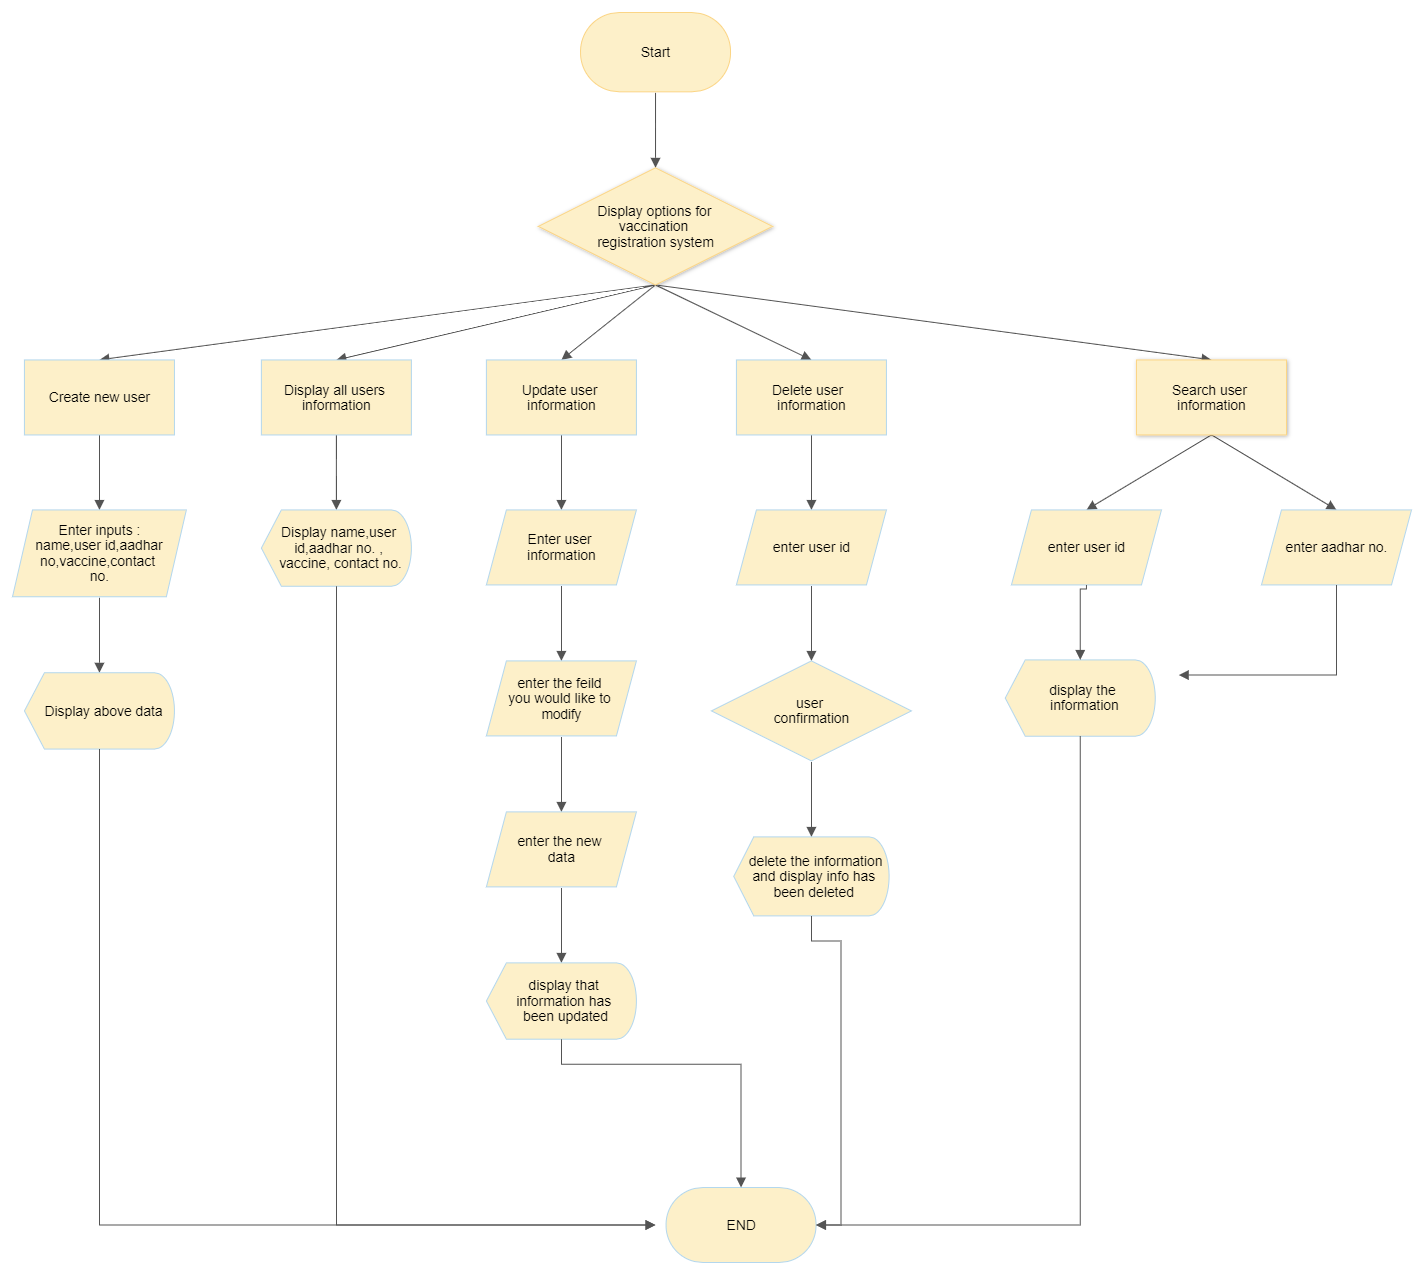 Start
Display options for
vaccination
registration system
Create new user
Display all users
information
Update user
information
Delete user
information
Search user
information
Enter inputs :
name,user id,aadhar
no,vaccine,contact
no.
Display name,user
id,aadhar no. ,
vaccine, contact no.
Enter user
information
enter user id
enter user id
enter aadhar no.
Display above data
enter the feild
you would like to
modify
user
confirmation
display the
information
enter the new
data
delete the information
and display info has
been deleted
display that
information has
been updated
END